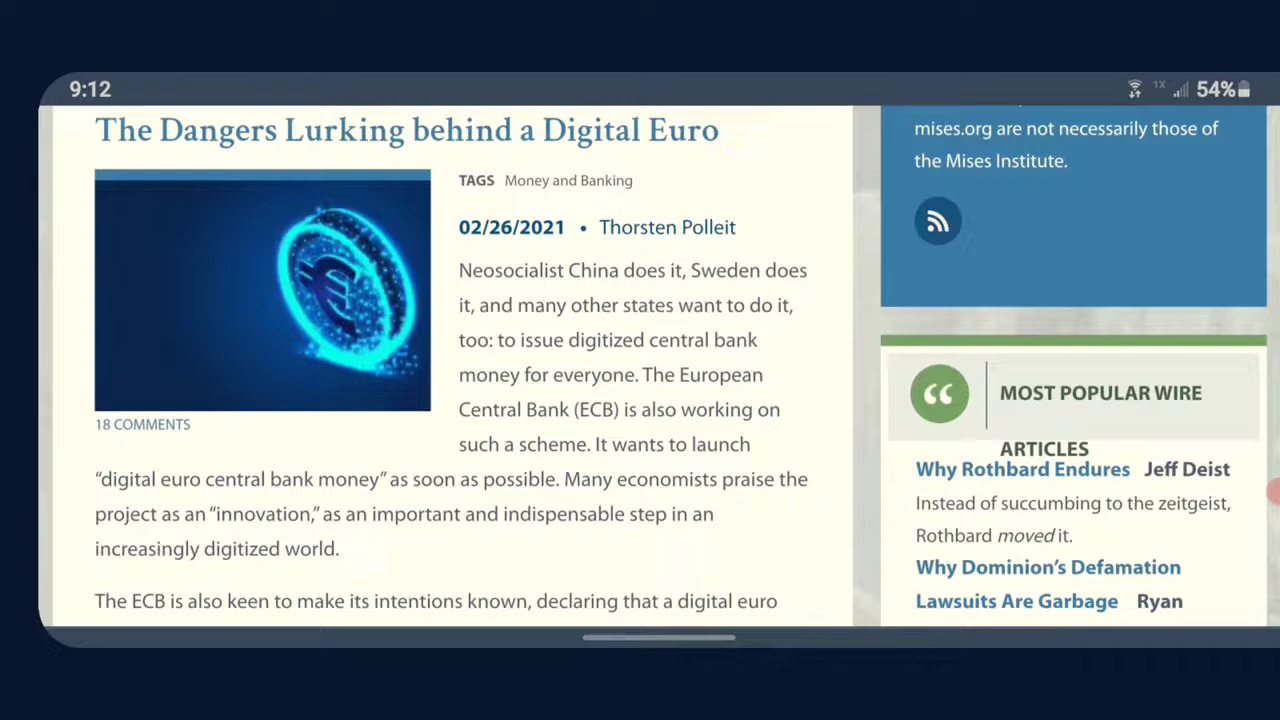 9:12
1X
54%
The Dangers Lurking behind a Digital Euro
TAGS Money and Banking
02/26/2021 • Thorsten Polleit
Neosocialist China does it, Sweden does
it, and many other states want to do it,
too: to issue digitized central bank
money for everyone. The European
Central Bank (ECB) is also working on
such a scheme. It wants to launch
“digital euro central bank money” as soon as possible. Many economists praise the
project as an “innovation,” as an important and indispensable step in an
increasingly digitized world.
The ECB is also keen to make its intentions known, declaring that a digital euro
18 COMMENTS
mises.org are not necessarily those of
the Mises Institute.
MOST POPULAR WIRE
ARTICLES
Why Rothbard Endures Jeff Deist
Instead of succumbing to the zeitgeist,
Rothbard moved it.
Why Dominion’s Defamation
Lawsuits Are Garbage Ryan